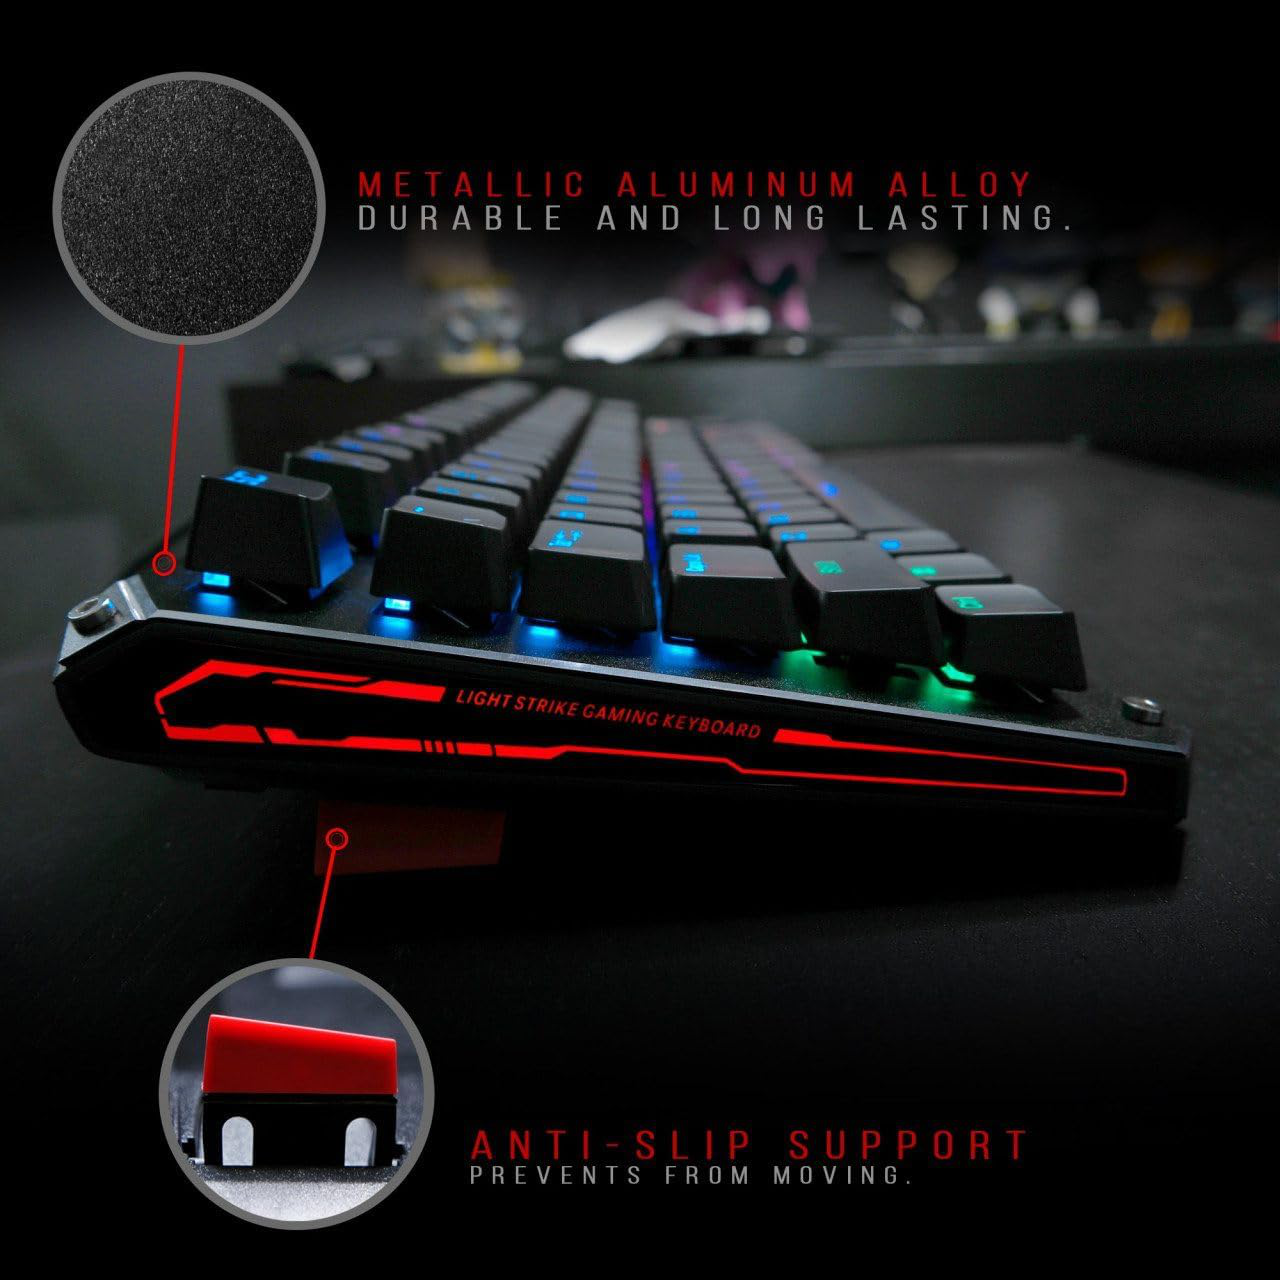 METALLIC ALUMINUM ALLOY
DURABLE AND LONG LASTING.
LIGHT STRIKE GAMING KEYBOARD
ANTI-SLIP SUPPORT
PREVENTS FROM MOVING.